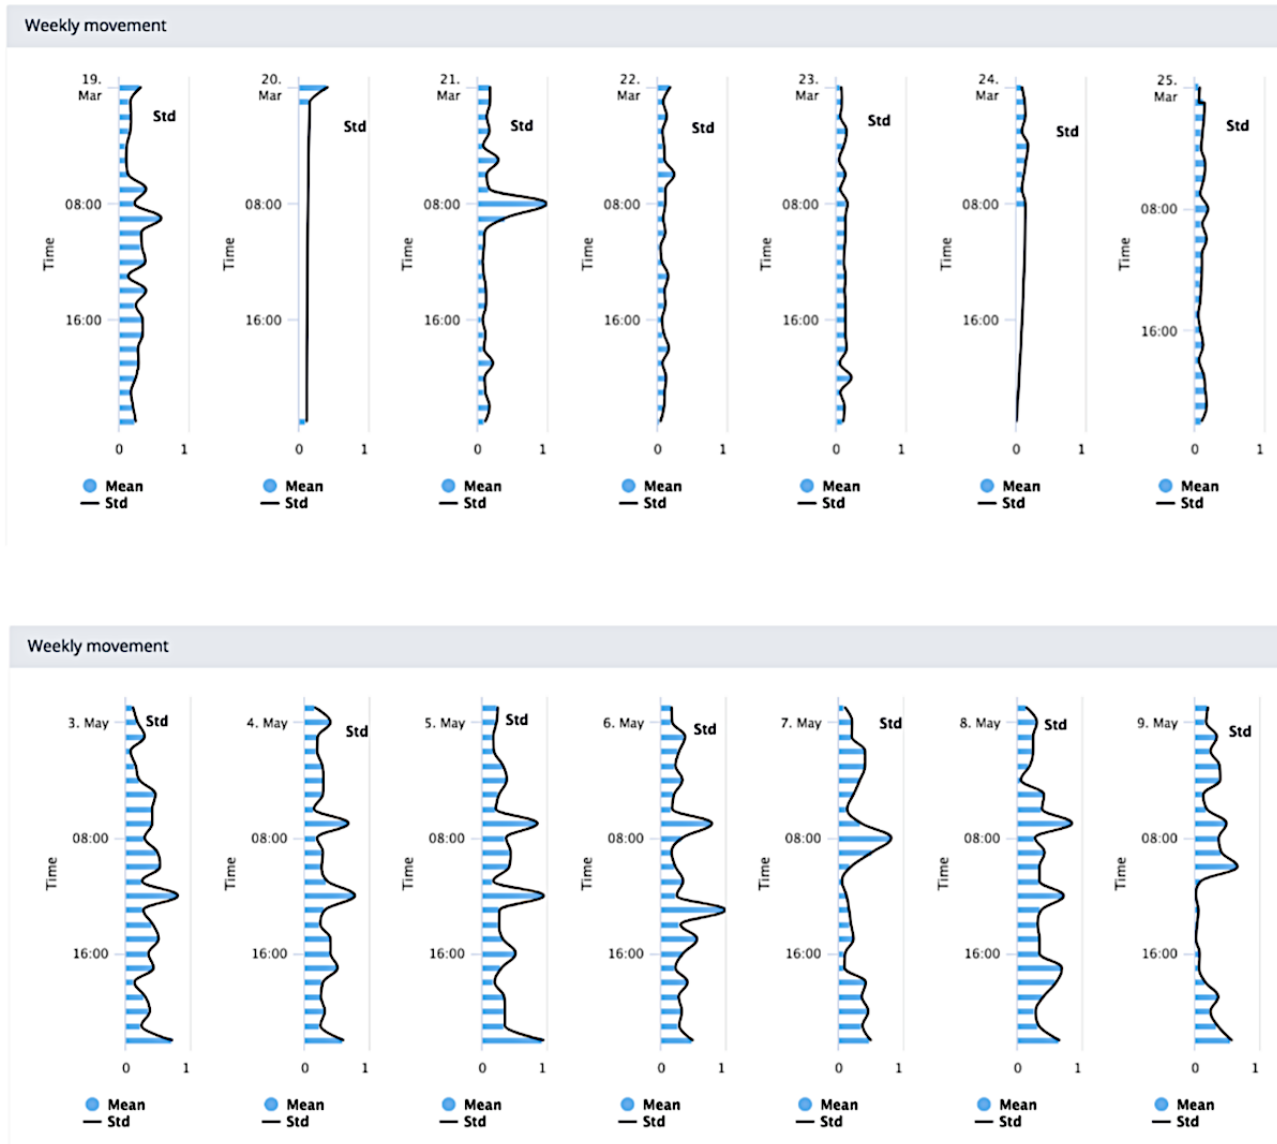 Weekly movement
19. Mar 20. Mar 21. Mar 22. Mar 23. Mar 24. Mar 25. Mar
Std Std Std Std Std Std Std
08:00 08:00 08:00 08:00 08:00 08:00 08:00
Time Time Time Time Time Time Time
16:00 16:00 16:00 16:00 16:00 16:00 16:00
0 1 0 1 0 1 0 1 0 1 0 1 0 1
Mean Mean Mean Mean Mean Mean Mean
Std Std Std Std Std Std Std
Weekly movement
3. May 4. May 5. May 6. May 7. May 8. May 9. May
Std Std Std Std Std Std Std
08:00 08:00 08:00 08:00 08:00 08:00 08:00
Time Time Time Time Time Time Time
16:00 16:00 16:00 16:00 16:00 16:00 16:00
0 1 0 1 0 1 0 1 0 1 0 1 0 1
Mean Mean Mean Mean Mean Mean Mean
Std Std Std Std Std Std Std